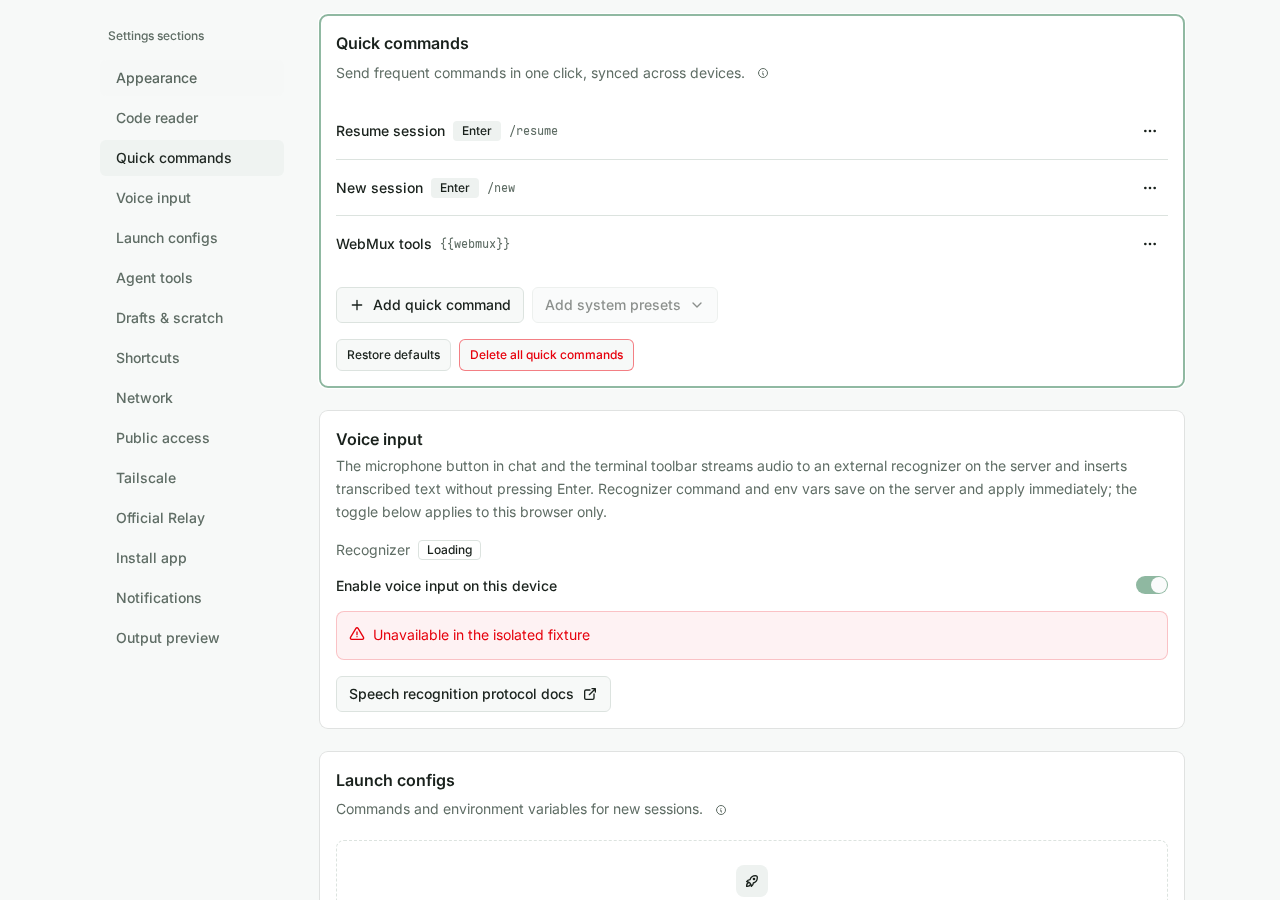 Settings sections
Appearance
Code reader
Quick commands
Voice input
Launch configs
Agent tools
Drafts & scratch
Shortcuts
Network
Public access
Tailscale
Official Relay
Install app
Notifications
Output preview
Quick commands
Send frequent commands in one click, synced across devices.
Resume session Enter /resume
New session Enter /new
WebMux tools {{webmux}}
Add quick command Add system presets
Restore defaults Delete all quick commands
Voice input
The microphone button in chat and the terminal toolbar streams audio to an external recognizer on the server and inserts
transcribed text without pressing Enter. Recognizer command and env vars save on the server and apply immediately; the
toggle below applies to this browser only.
Recognizer Loading
Enable voice input on this device
Unavailable in the isolated fixture
Speech recognition protocol docs
Launch configs
Commands and environment variables for new sessions.